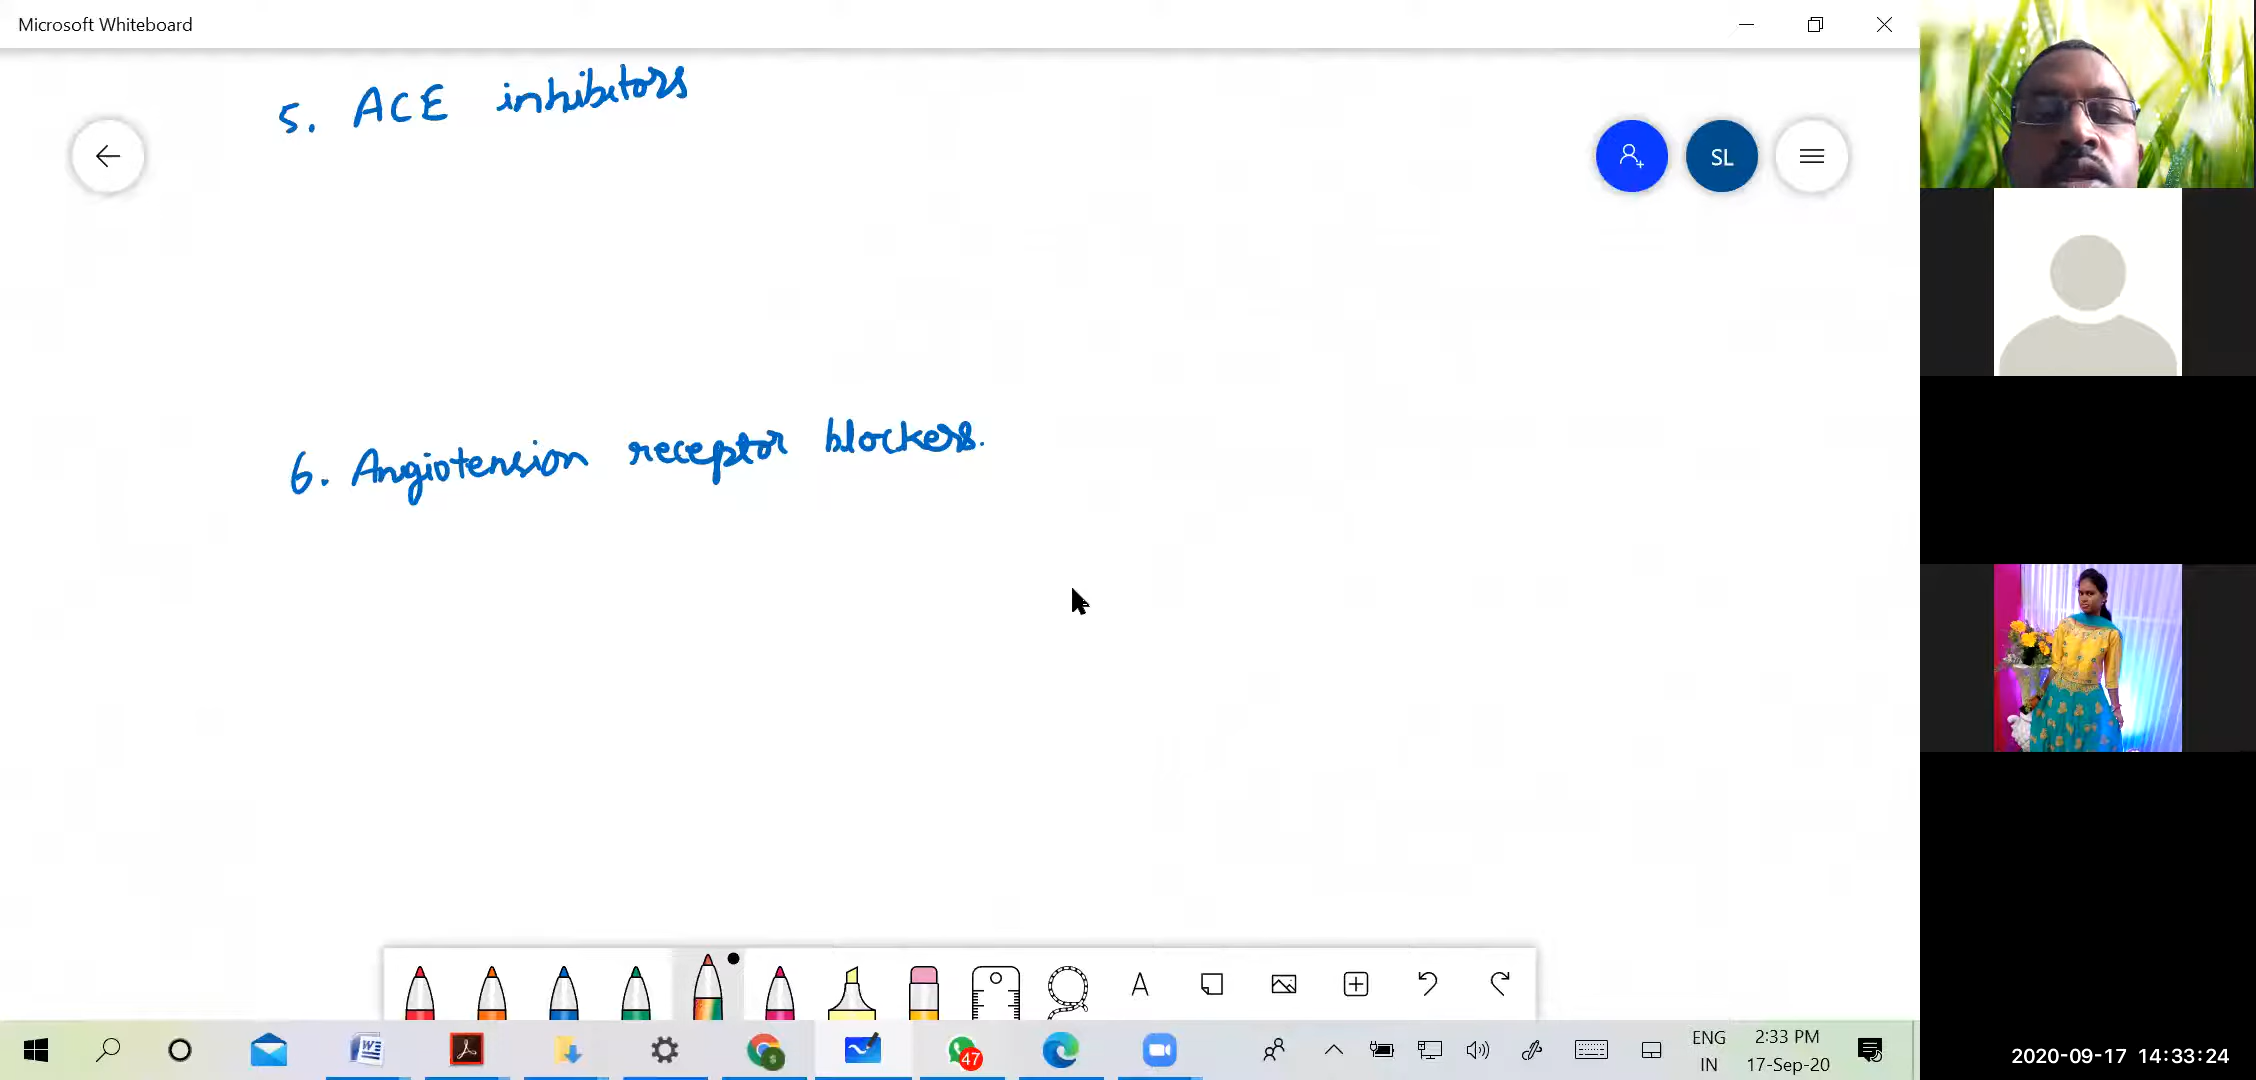 Microsoft Whiteboard
5. ACE inhibitors
SL
6. Angiotension receptor blockers.
A
47
ENG
IN
2:33 PM
17-Sep-20
2020-09-17 14:33:24